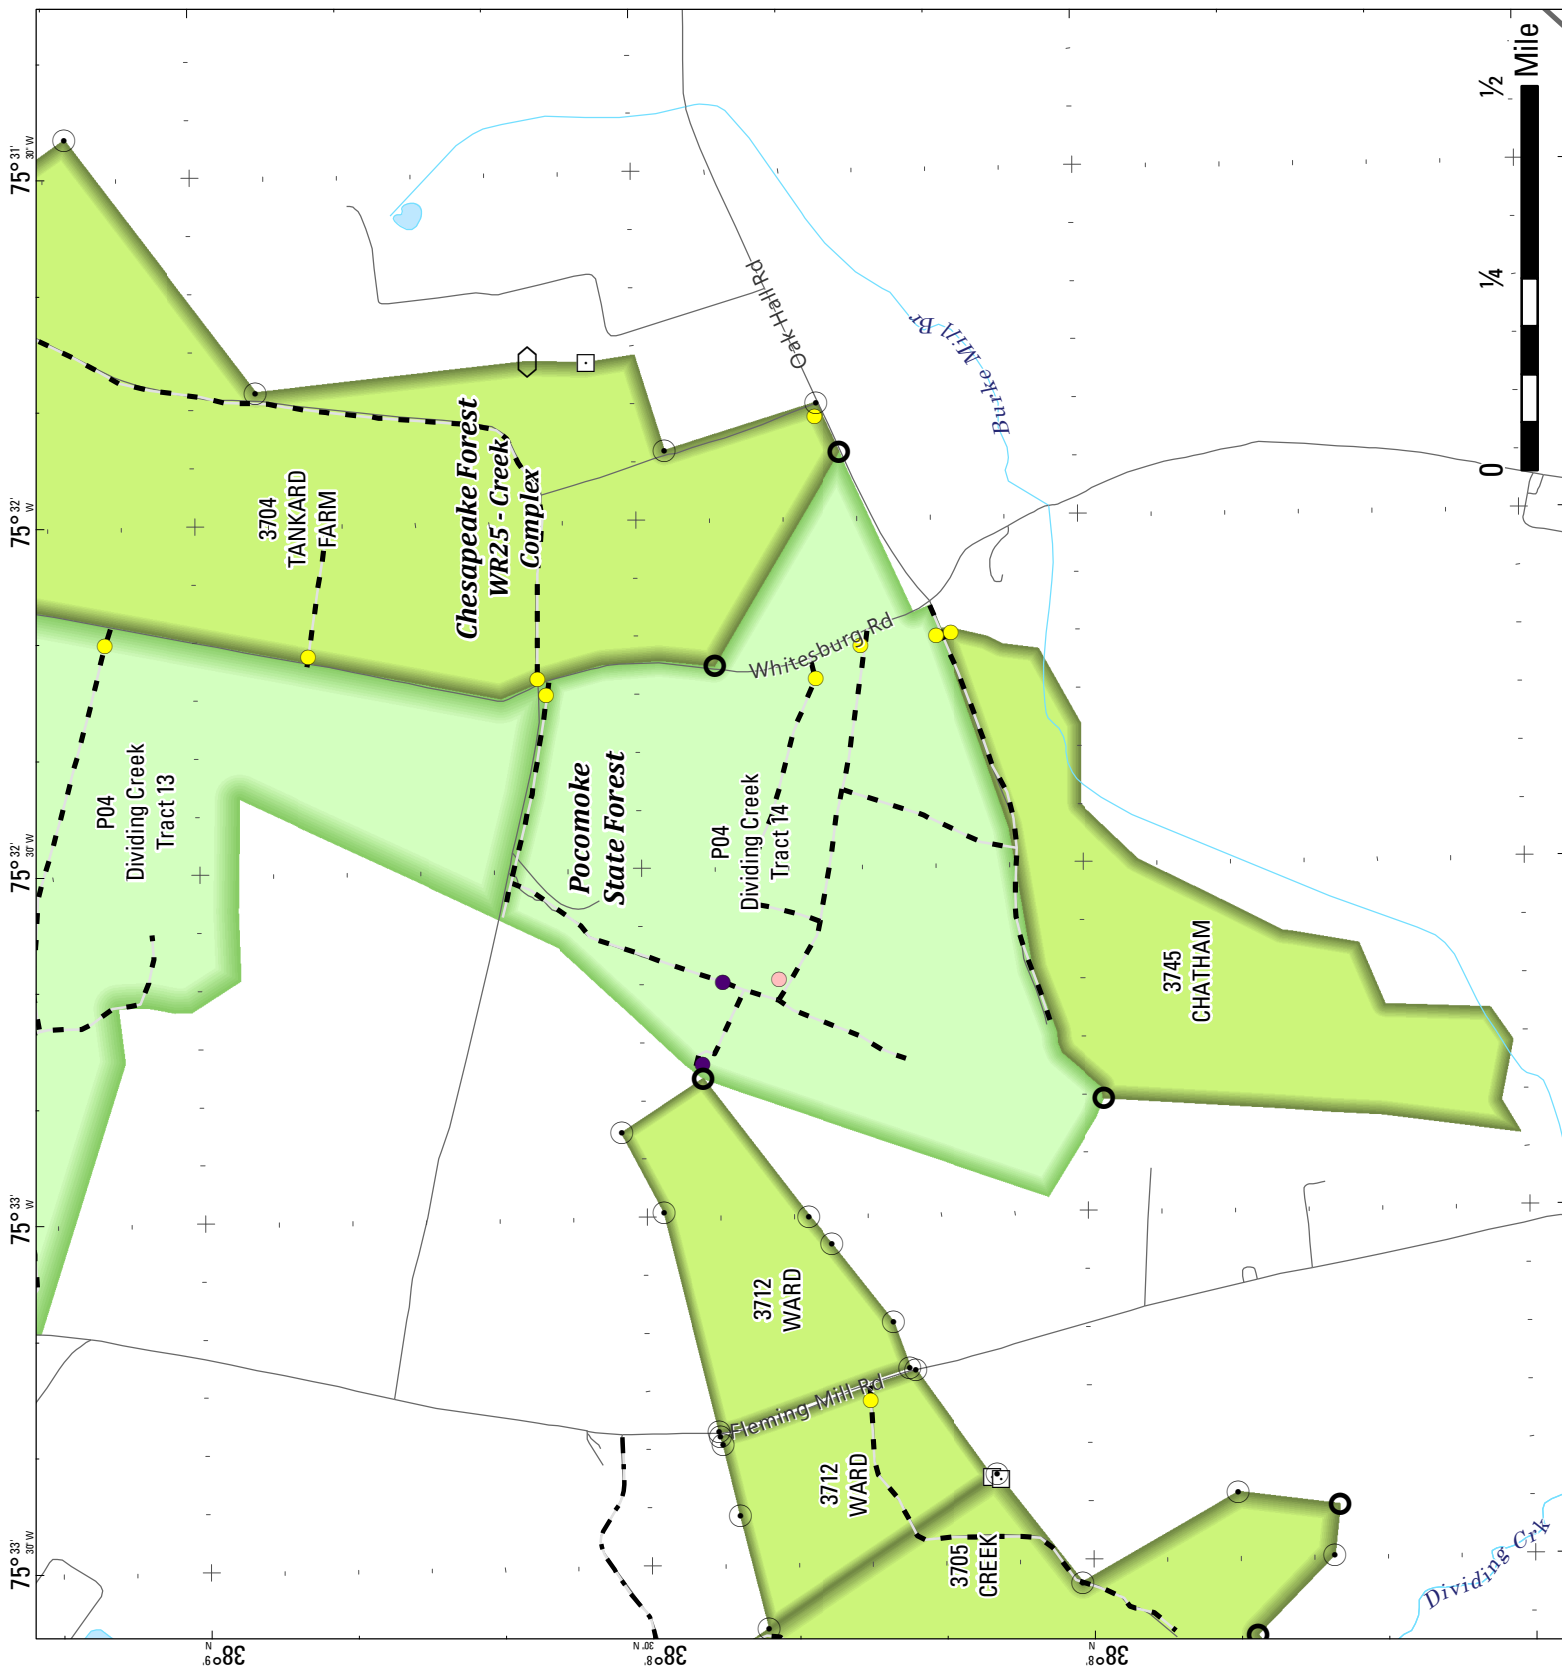 75° 31' 30" W
75° 32' W
75° 32' 30" W
75° 33' W
75° 33' 30" W
3704
TANKARD
FARM
Chesapeake Forest
WR25 - Creek
Complex
P04
Dividing Creek
Tract 13
Pocomoke
State Forest
P04
Dividing Creek
Tract 14
Whitesburg Rd
Oak Hall Rd
Burke Mill Br
3745
CHATHAM
3712
WARD
Fleming Mill Rd
3712
WARD
3705
CREEK
Dividing Crk
0 ¼ ½
Mile
38°9' N
38°8' 30" N
38°8' N